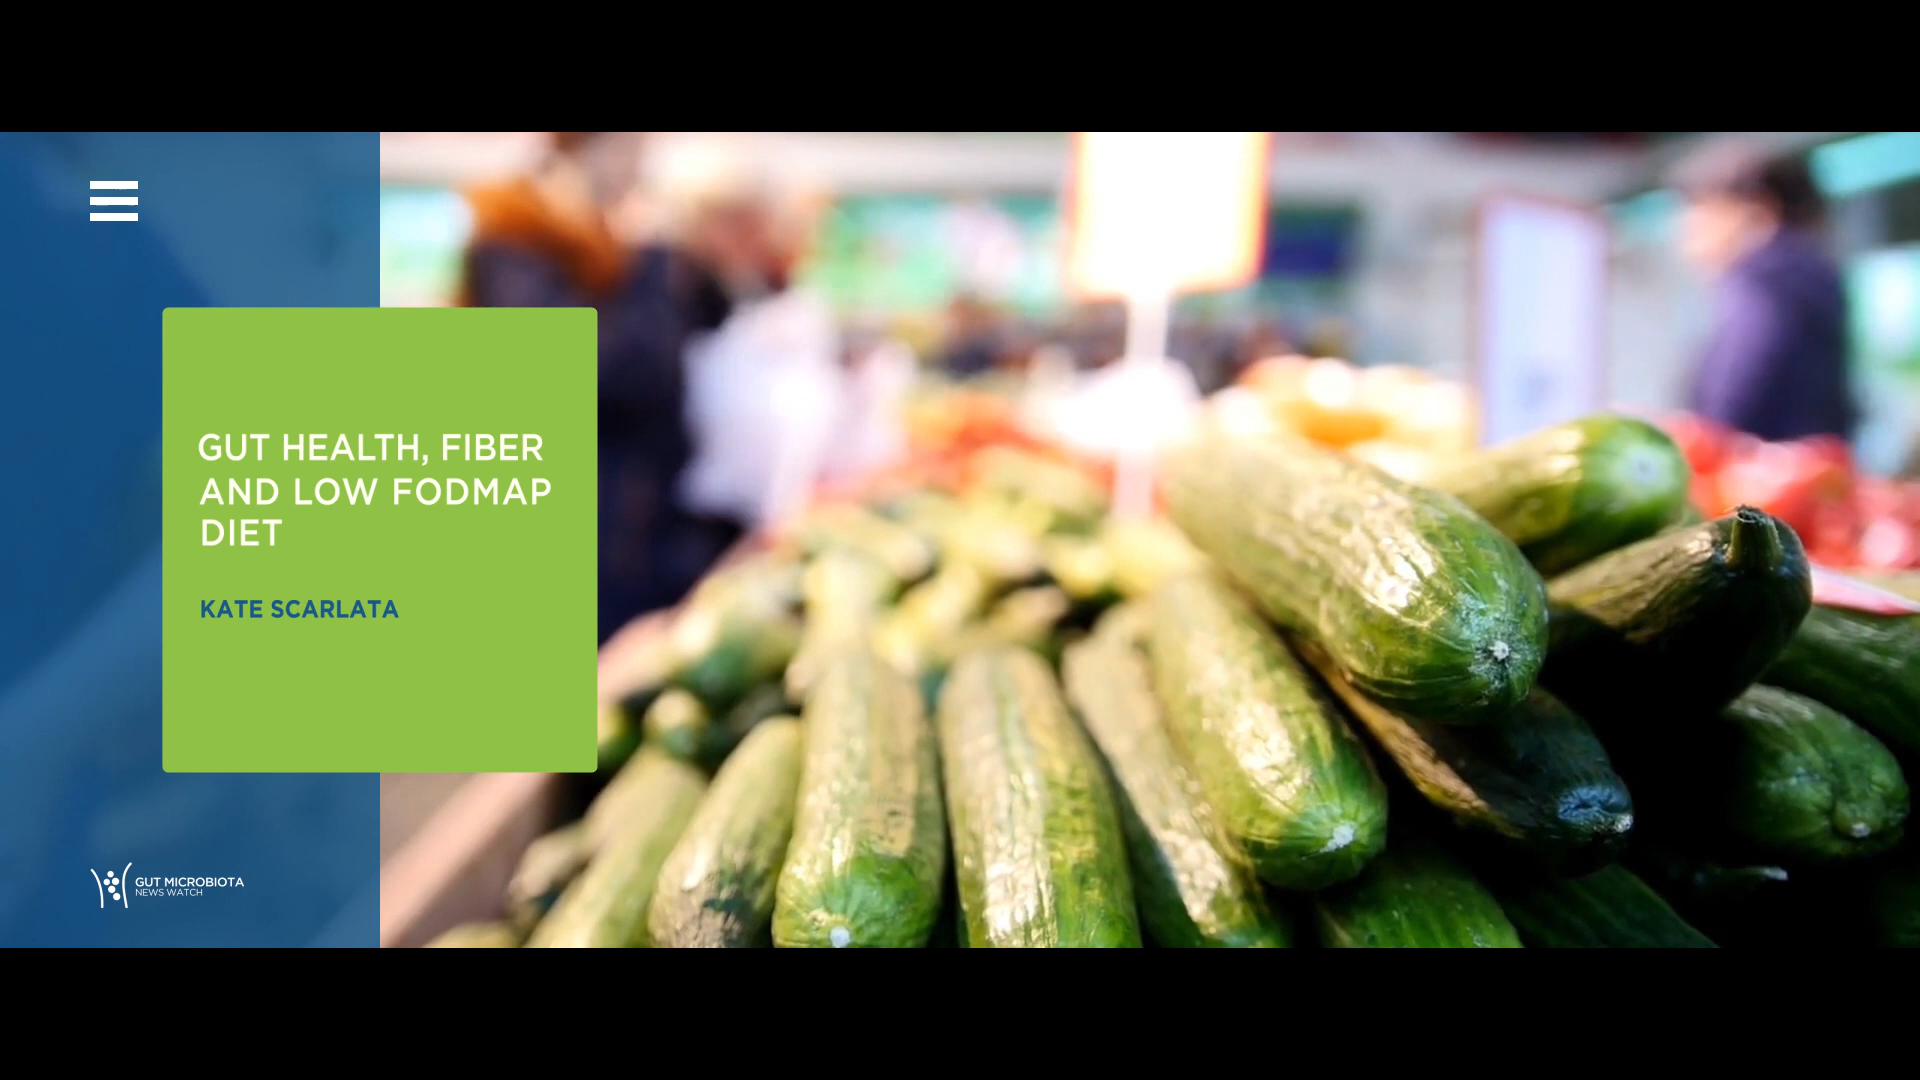 GUT HEALTH, FIBER
AND LOW FODMAP
DIET
KATE SCARLATA
GUT MICROBIOTA
NEWS WATCH